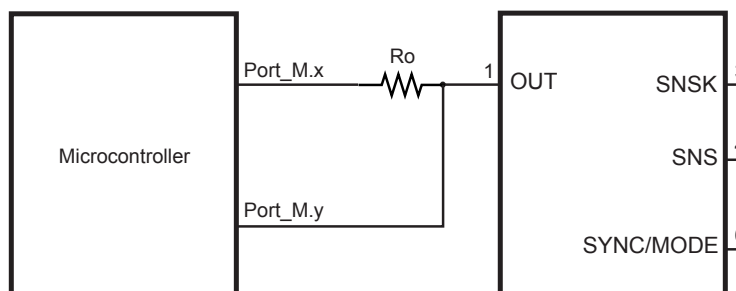 Port_M.x
Ro
1
OUT
SNSK
Microcontroller
SNS
Port_M.y
SYNC/MODE